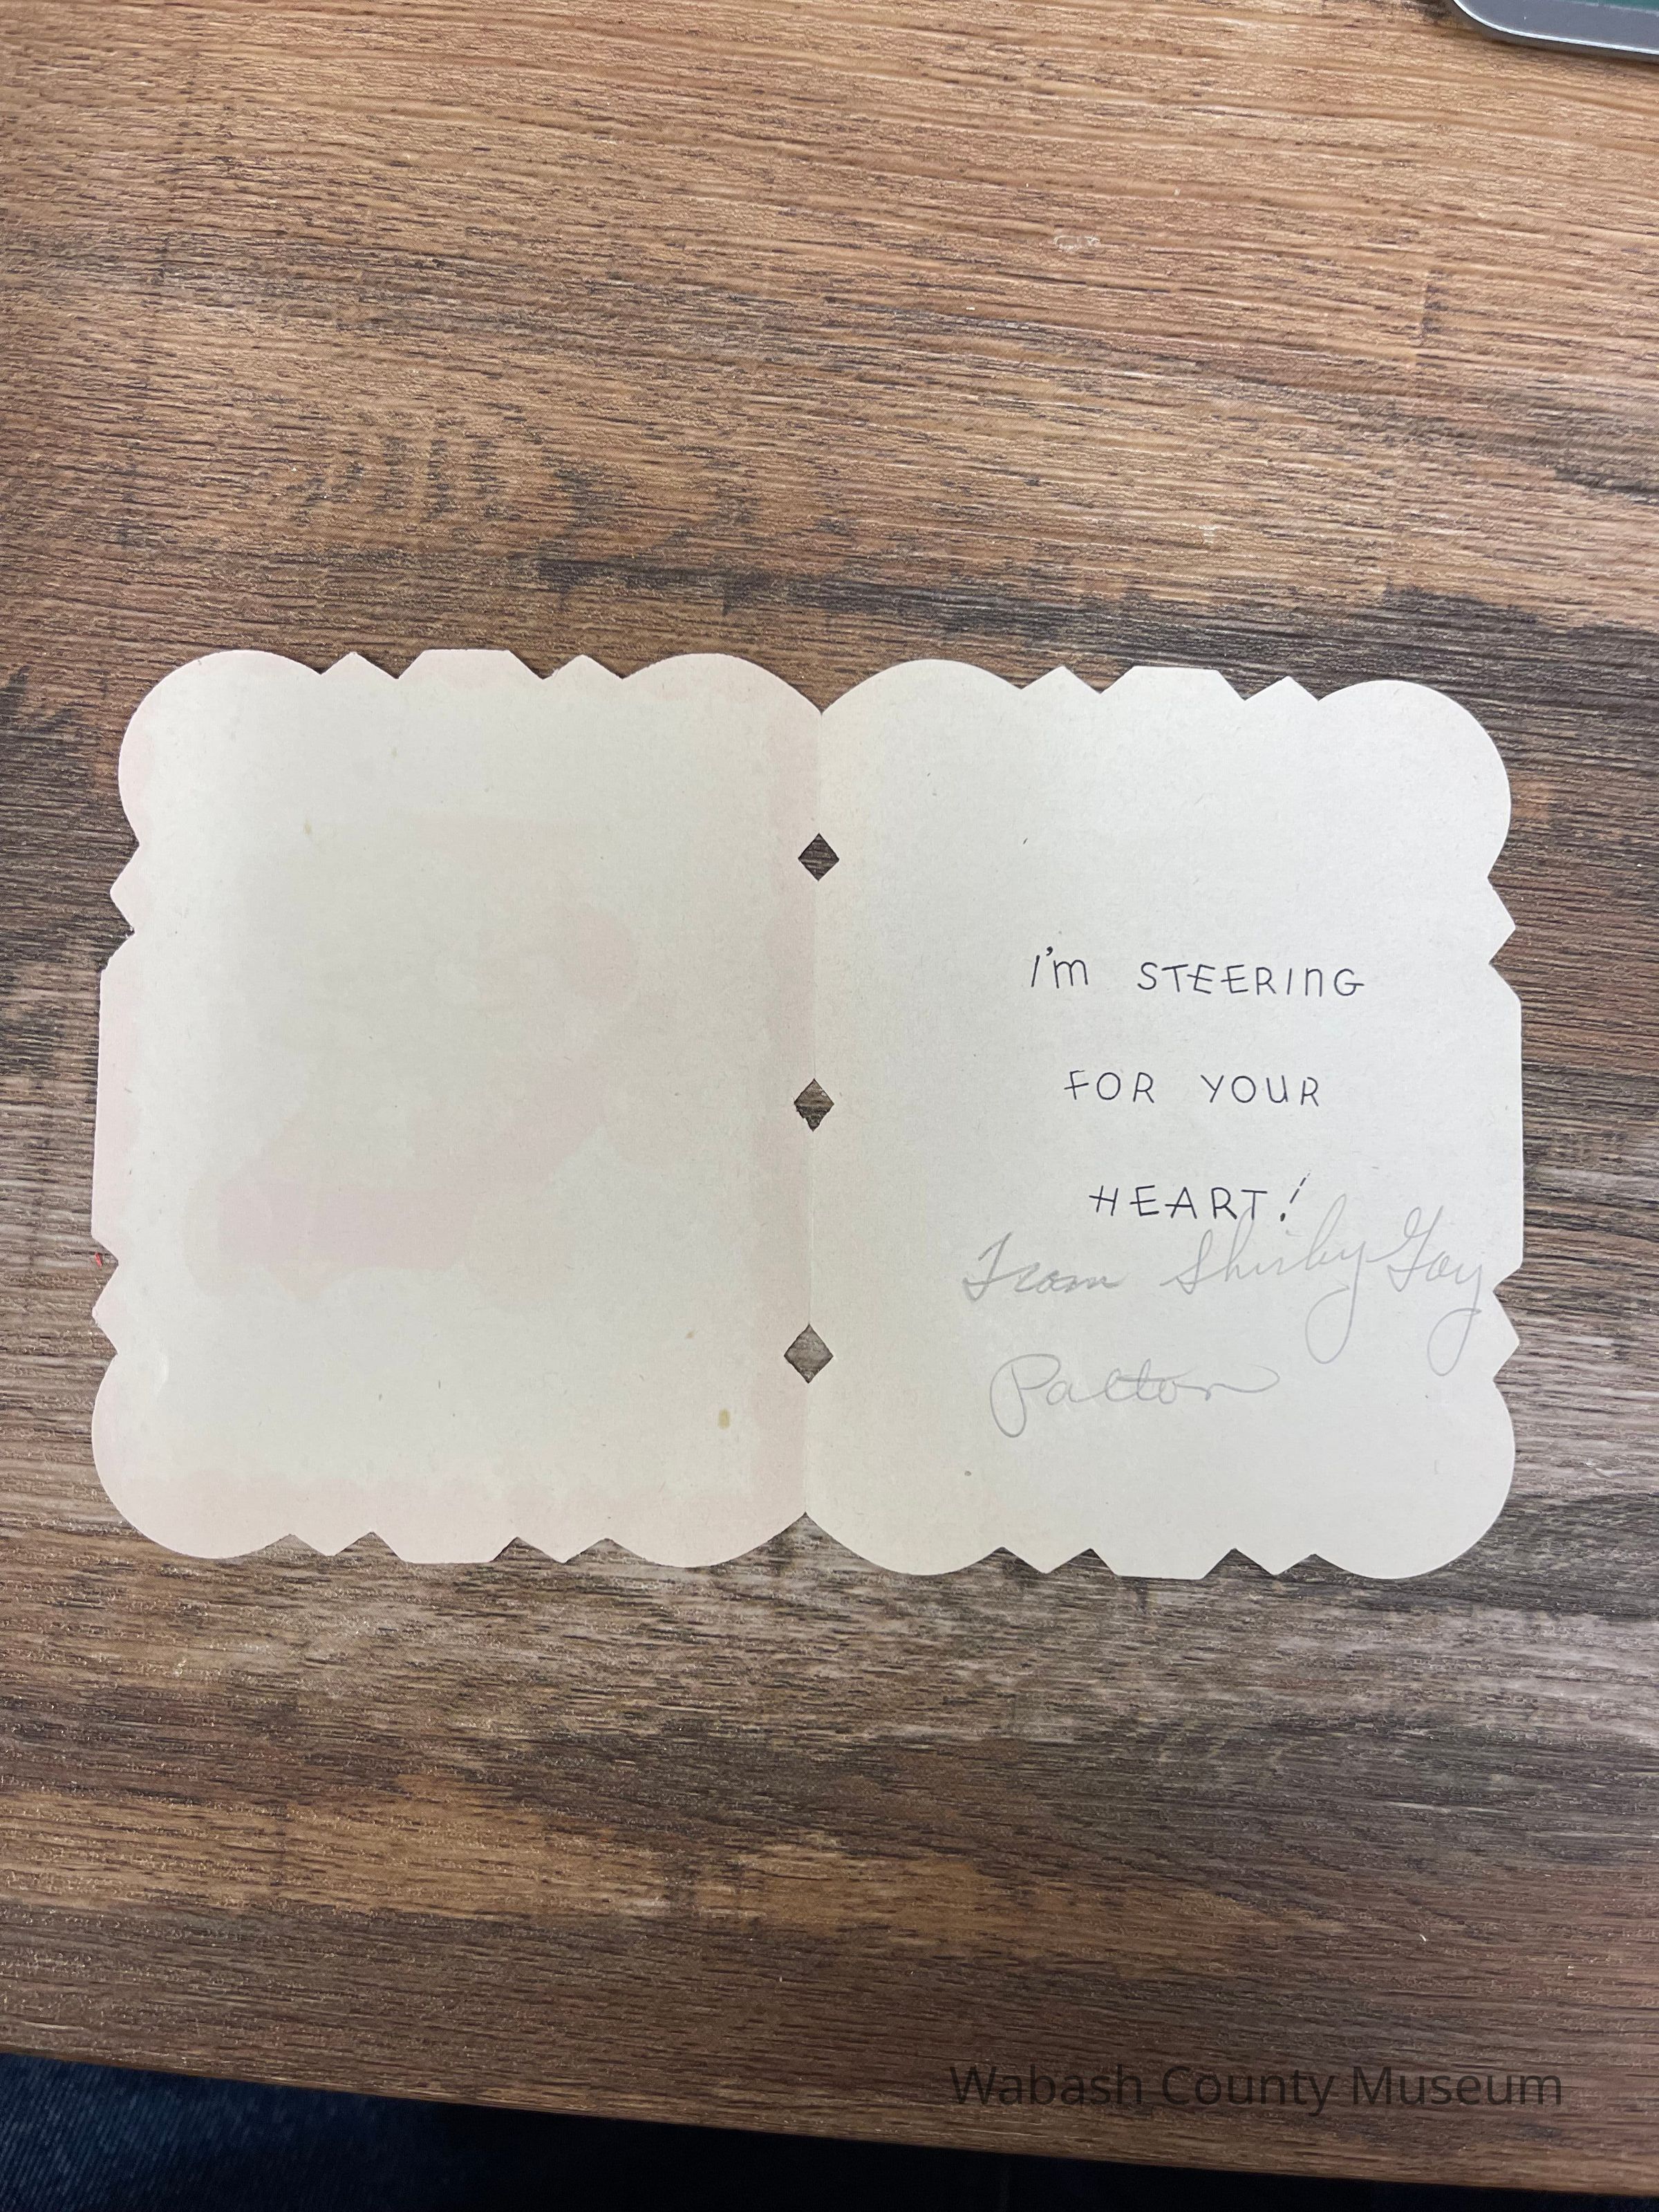 I'm STEERING
FOR YOUR
HEART!
From Shirley Gay
Patton
Wabash County Museum